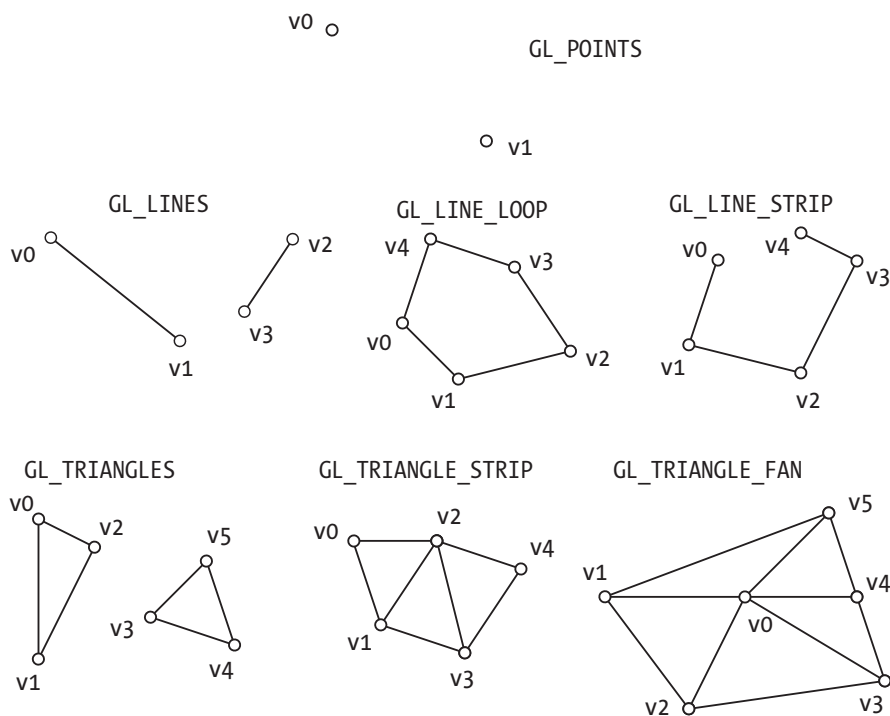 v0
GL_POINTS
v1
GL_LINES
v0
v1
v2
v3
GL_LINE_LOOP
v4
v3
v0
v2
v1
GL_LINE_STRIP
v0
v4
v3
v1
v2
GL_TRIANGLES
v0
v2
v1
v5
v3
v4
GL_TRIANGLE_STRIP
v0
v2
v4
v1
v3
GL_TRIANGLE_FAN
v5
v1
v4
v0
v2
v3